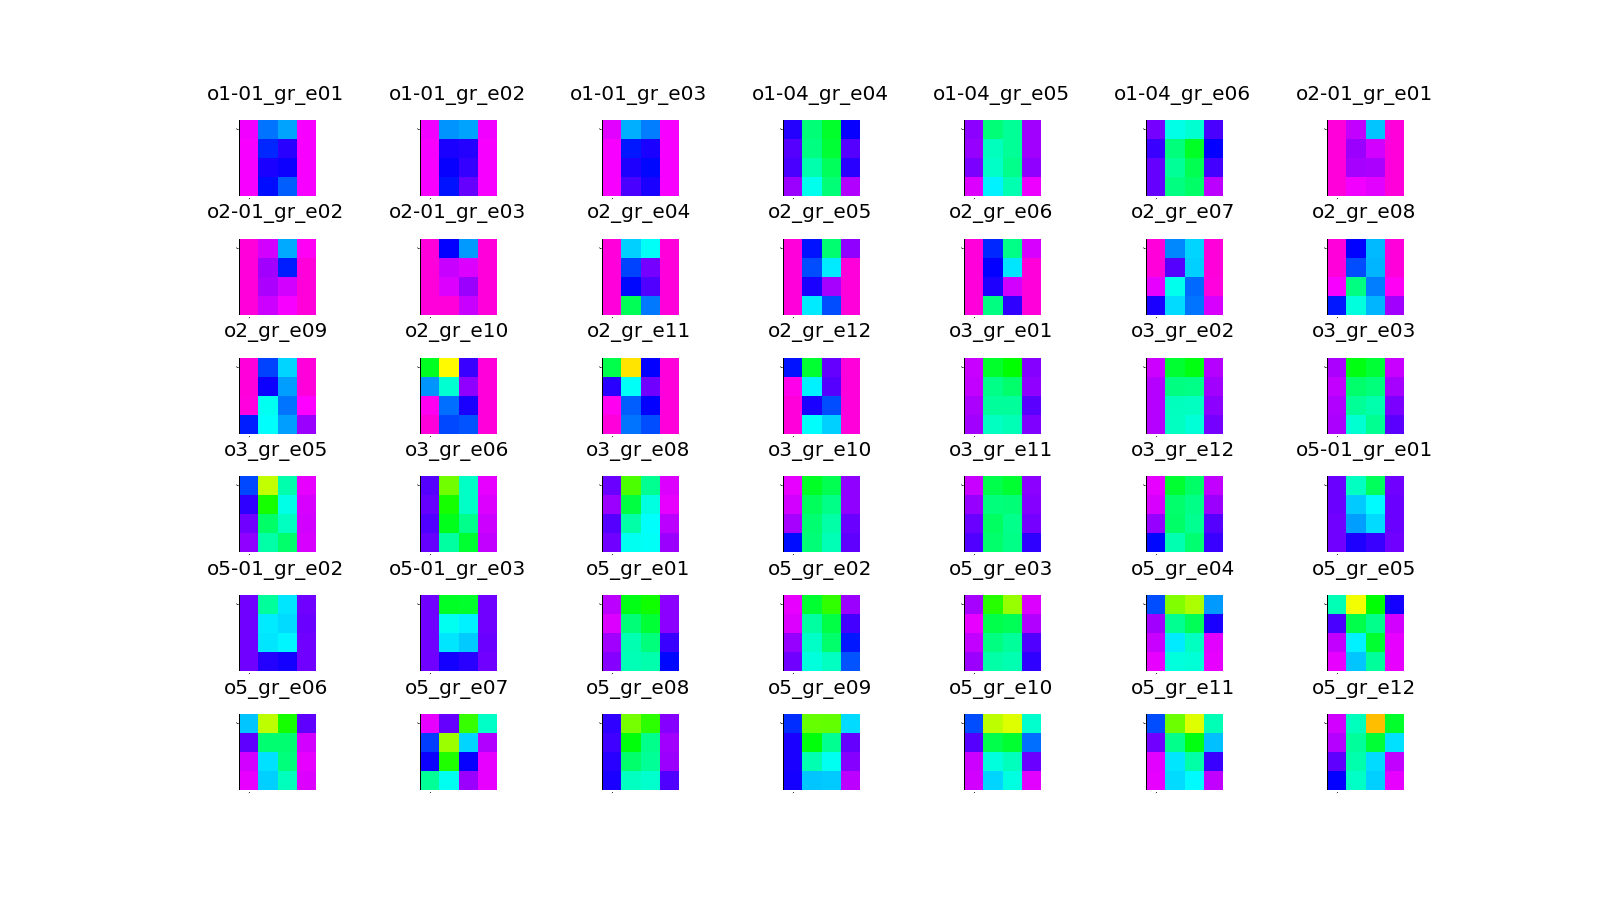 o1-01_gr_e01 o1-01_gr_e02 o1-01_gr_e03 o1-04_gr_e04 o1-04_gr_e05 o1-04_gr_e06 o2-01_gr_e01
o2-01_gr_e02 o2-01_gr_e03 o2_gr_e04 o2_gr_e05 o2_gr_e06 o2_gr_e07 o2_gr_e08
o2_gr_e09 o2_gr_e10 o2_gr_e11 o2_gr_e12 o3_gr_e01 o3_gr_e02 o3_gr_e03
o3_gr_e05 o3_gr_e06 o3_gr_e08 o3_gr_e10 o3_gr_e11 o3_gr_e12 o5-01_gr_e01
o5-01_gr_e02 o5-01_gr_e03 o5_gr_e01 o5_gr_e02 o5_gr_e03 o5_gr_e04 o5_gr_e05
o5_gr_e06 o5_gr_e07 o5_gr_e08 o5_gr_e09 o5_gr_e10 o5_gr_e11 o5_gr_e12